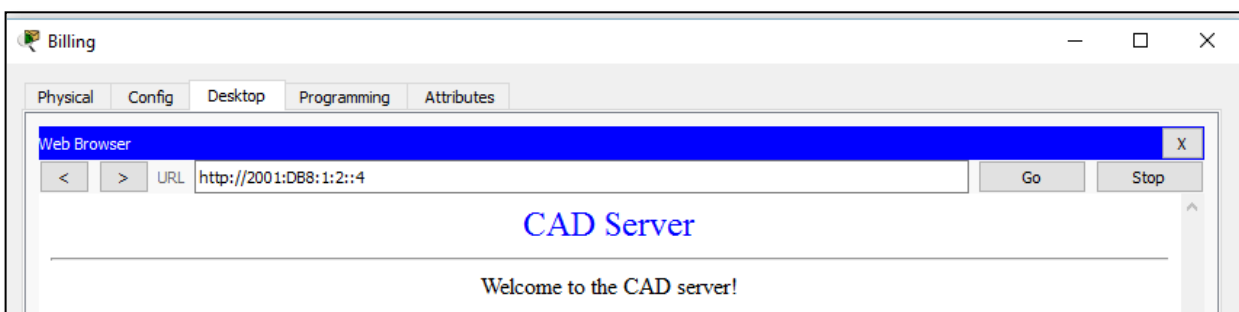 Billing
Physical Config Desktop Programming Attributes
Web Browser X
< > URL http://2001:DB8:1:2::4 Go Stop
CAD Server
Welcome to the CAD server!